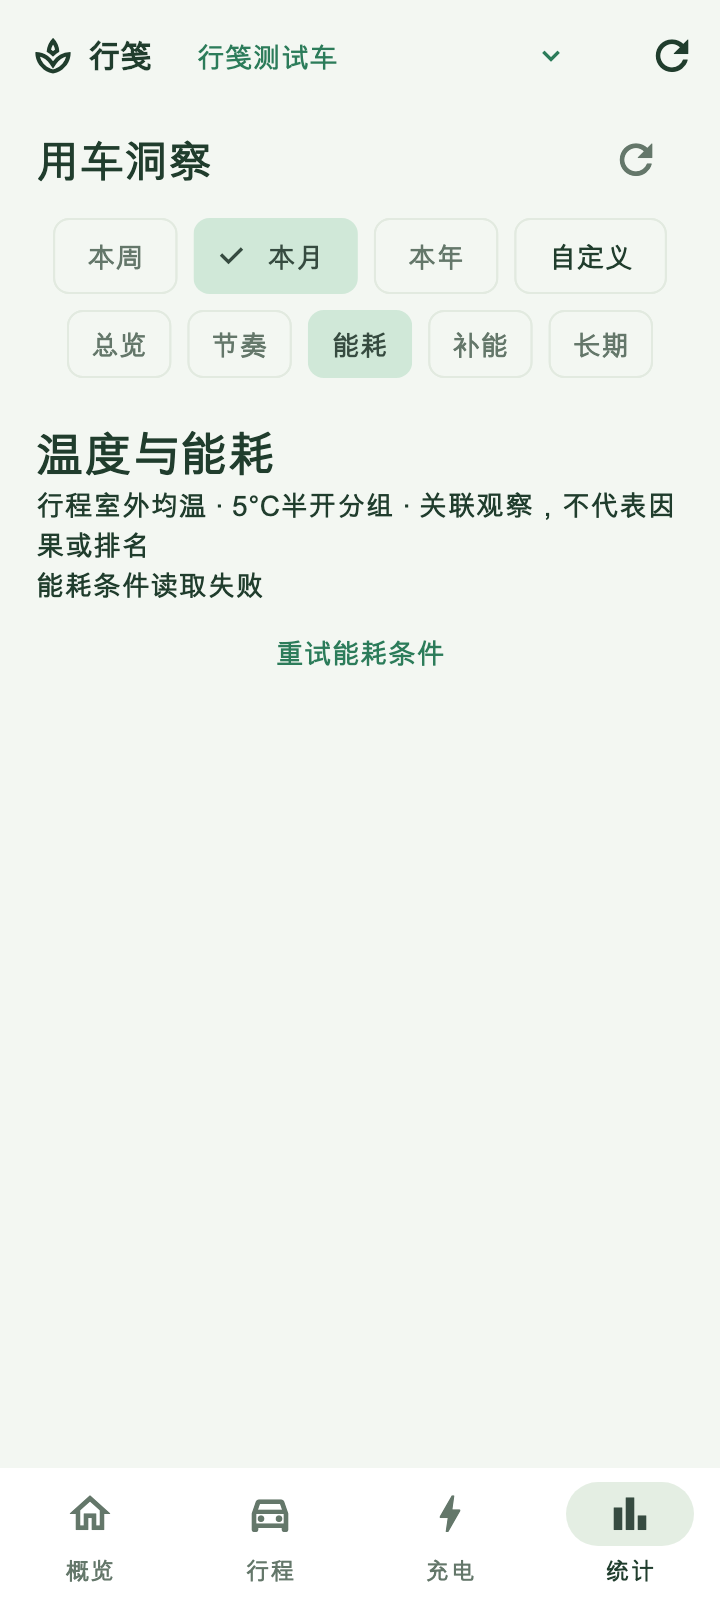 行笺 行笺测试车
用车洞察
本周 本月 本年 自定义
总览 节奏 能耗 补能 长期
温度与能耗
行程室外均温 · 5°C半开分组 · 关联观察，不代表因
果或排名
能耗条件读取失败
重试能耗条件
概览 行程 充电 统计